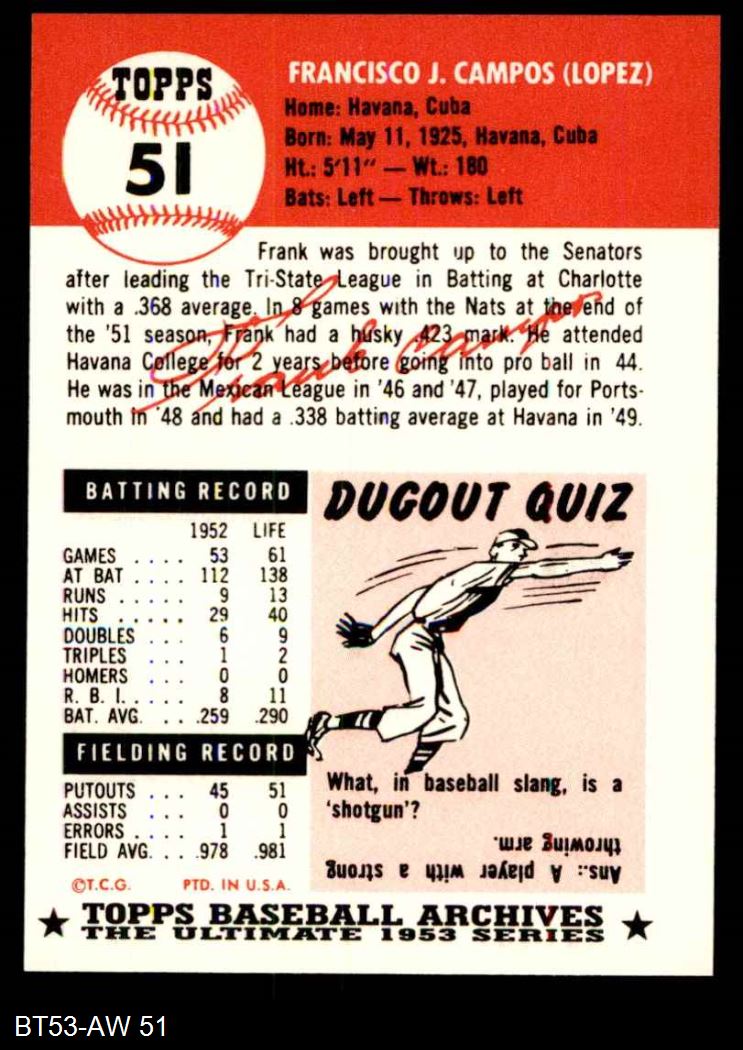 TOPPS
51
FRANCISCO J. CAMPOS (LOPEZ)
Home: Havana, Cuba
Born: May 11, 1925, Havana, Cuba
Ht.: 5'11" — Wt.: 180
Bats: Left — Throws: Left
Frank was brought up to the Senators
after leading the Tri-State League in Batting at Charlotte
with a .368 average. In 8 games with the Nats at the end of
the '51 season, Frank had a husky .423 mark. He attended
Havana College for 2 years before going into pro ball in 44.
He was in the Mexican League in '46 and '47, played for Ports-
mouth in '48 and had a .338 batting average at Havana in '49.
Frank Campos
BATTING RECORD
1952 LIFE
GAMES .... 53 61
AT BAT .... 112 138
RUNS ..... 9 13
HITS ..... 29 40
DOUBLES ... 6 9
TRIPLES ... 1 2
HOMERS ... 0 0
R. B. I. .... 8 11
BAT. AVG. .. .259 .290
FIELDING RECORD
PUTOUTS ... 45 51
ASSISTS ... 0 0
ERRORS .... 1 1
FIELD AVG. .. .978 .981
©T.C.G. PTD. IN U.S.A.
DUGOUT QUIZ
What, in baseball slang, is a
'shotgun'?
Ans.: A player with a strong
throwing arm.
★ TOPPS BASEBALL ARCHIVES ★
THE ULTIMATE 1953 SERIES
BT53-AW 51